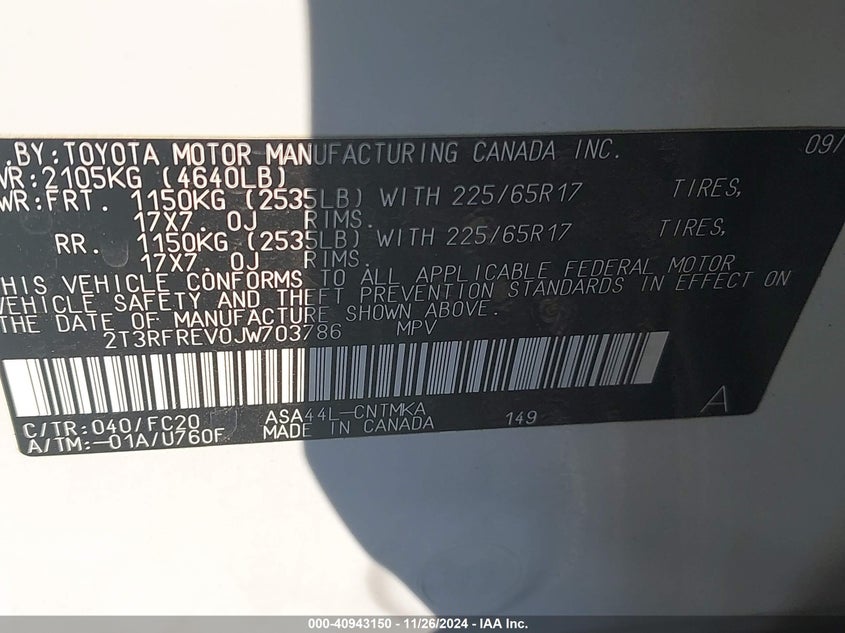 .BY:TOYOTA MOTOR MANUFACTURING CANADA INC. 09/
WR:2105KG (4640LB)
WR:FRT. 1150KG (2535LB) WITH 225/65R17 TIRES,
17X7.0J RIMS.
RR. 1150KG (2535LB) WITH 225/65R17 TIRES,
17X7.0J RIMS.
HIS VEHICLE CONFORMS TO ALL APPLICABLE FEDERAL MOTOR
VEHICLE SAFETY AND THEFT PREVENTION STANDARDS IN EFFECT ON
THE DATE OF MANUFACTURE SHOWN ABOVE.
2T3RFREV0JW703786 MPV
C/TR:040/FC20 ASA44L-CNTMKA 149 A
A/TM:-01A/U760F MADE IN CANADA
000-40943150 - 11/26/2024 - IAA Inc.